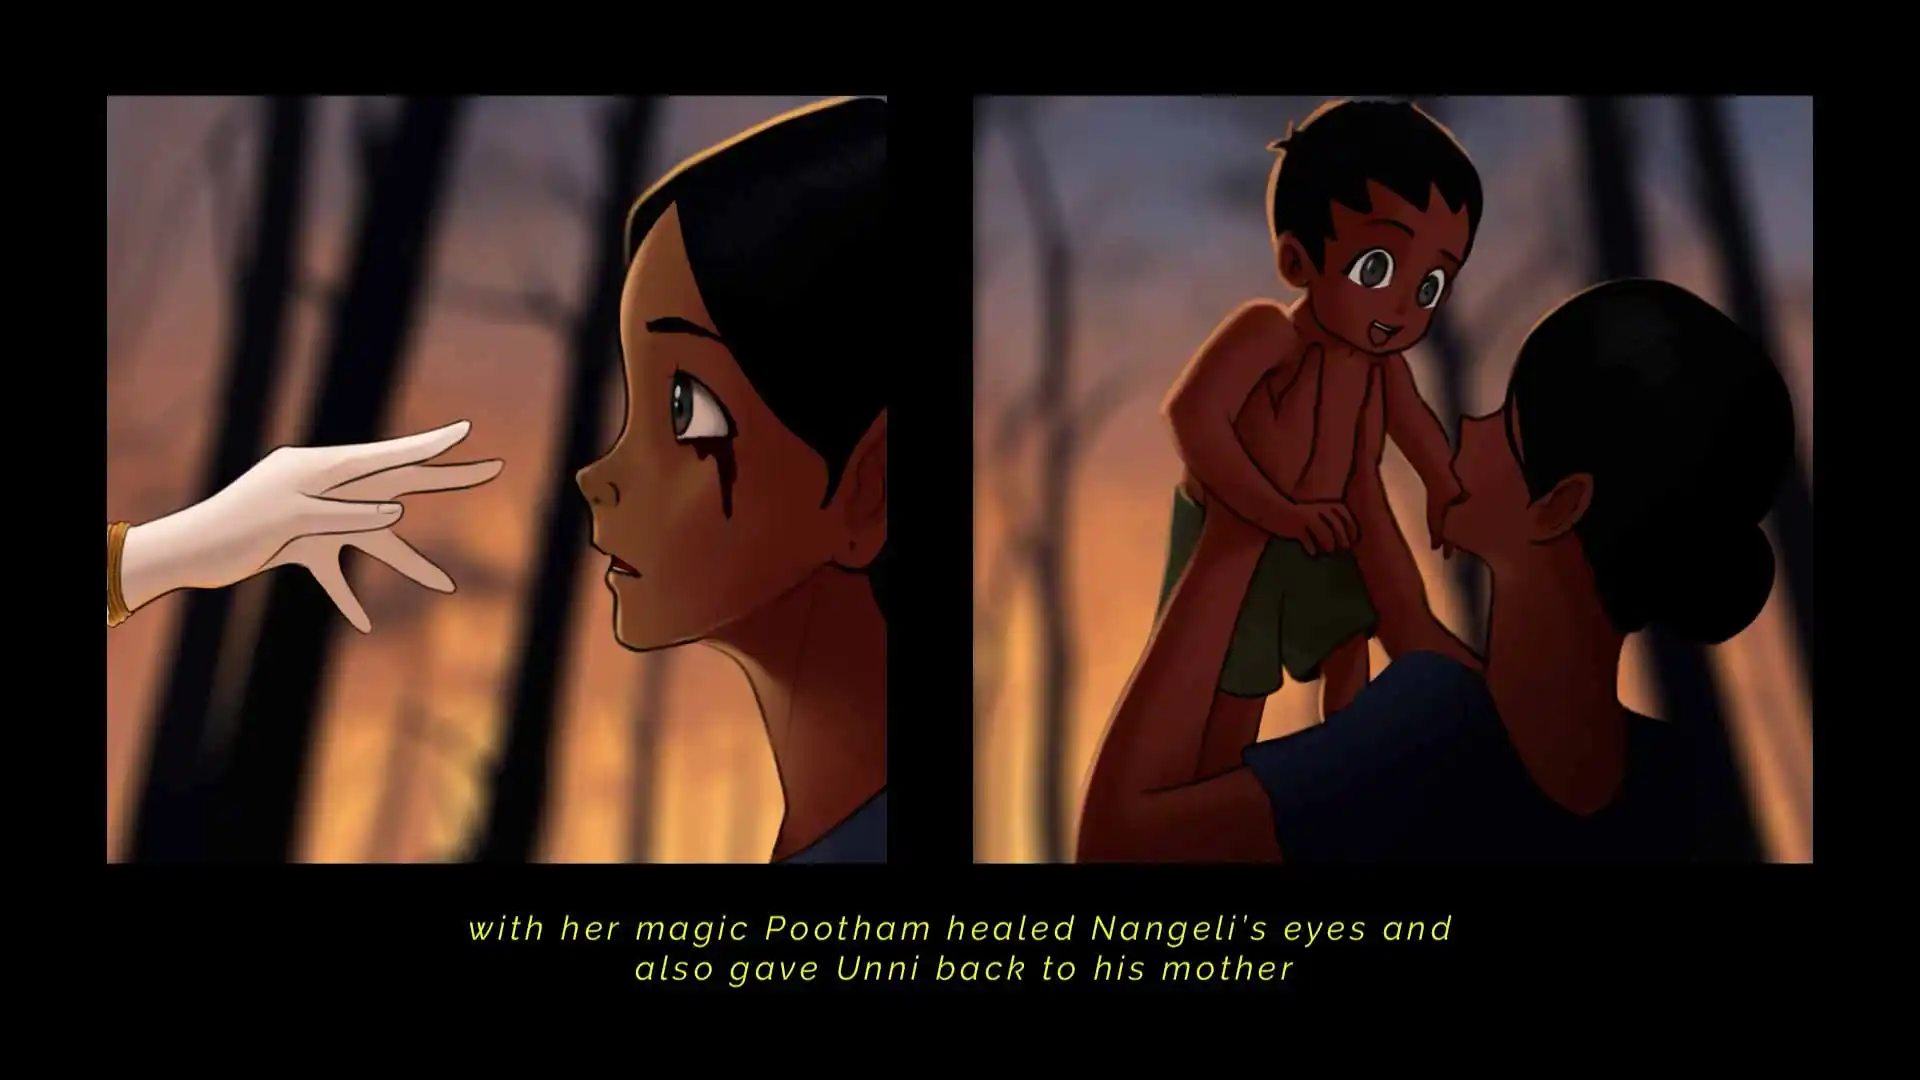 with her magic Pootham healed Nangeli's eyes and
also gave Unni back to his mother